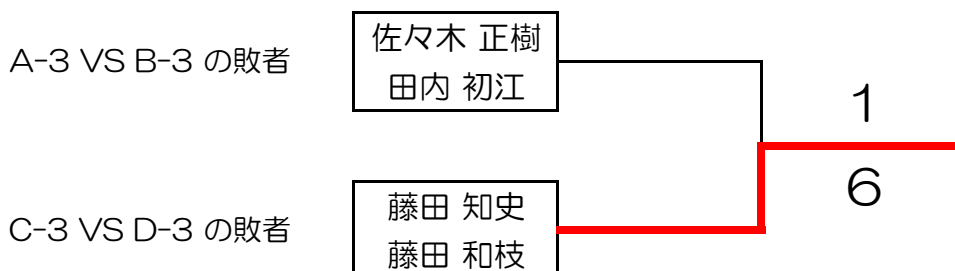 A-3 VS B-3 の敗者
佐々木 正樹
田内 初江
1
6
C-3 VS D-3 の敗者
藤田 知史
藤田 和枝